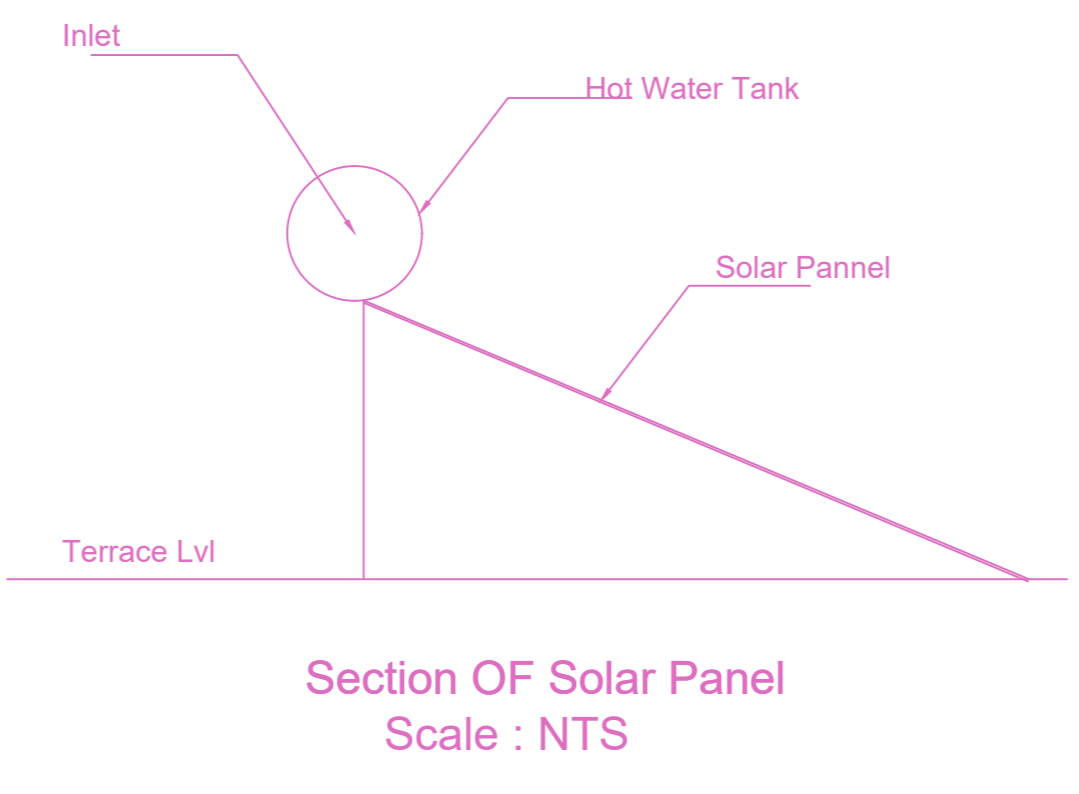 Inlet
Hot Water Tank
Solar Pannel
Terrace Lvl
Section OF Solar Panel
Scale : NTS